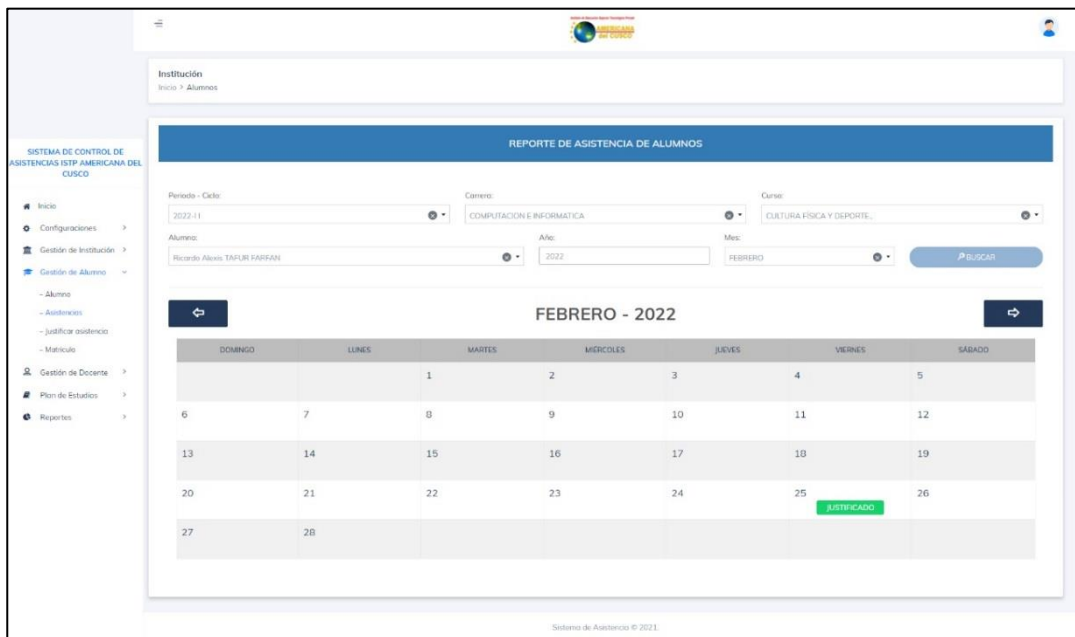 AMERICANA
del CUSCO
Institución
Inicio > Alumnos
SISTEMA DE CONTROL DE
ASISTENCIAS ISTP AMERICANA DEL
CUSCO
Inicio
Configuraciones
Gestión de Institución
Gestión de Alumno
- Alumno
- Asistencias
- Justificar asistencia
- Matricula
Gestión de Docente
Plan de Estudios
Reportes
REPORTE DE ASISTENCIA DE ALUMNOS
Periodo - Ciclo: Carrera: Curso:
2022-I I COMPUTACION E INFORMATICA CULTURA FÍSICA Y DEPORTE...
Alumno: Año: Mes:
Ricardo Alexis TAFUR FARFAN 2022 FEBRERO BUSCAR
FEBRERO - 2022
DOMINGO LUNES MARTES MIÉRCOLES JUEVES VIERNES SÁBADO
1 2 3 4 5
6 7 8 9 10 11 12
13 14 15 16 17 18 19
20 21 22 23 24 25 26
JUSTIFICADO
27 28
Sistema de Asistencia © 2021.